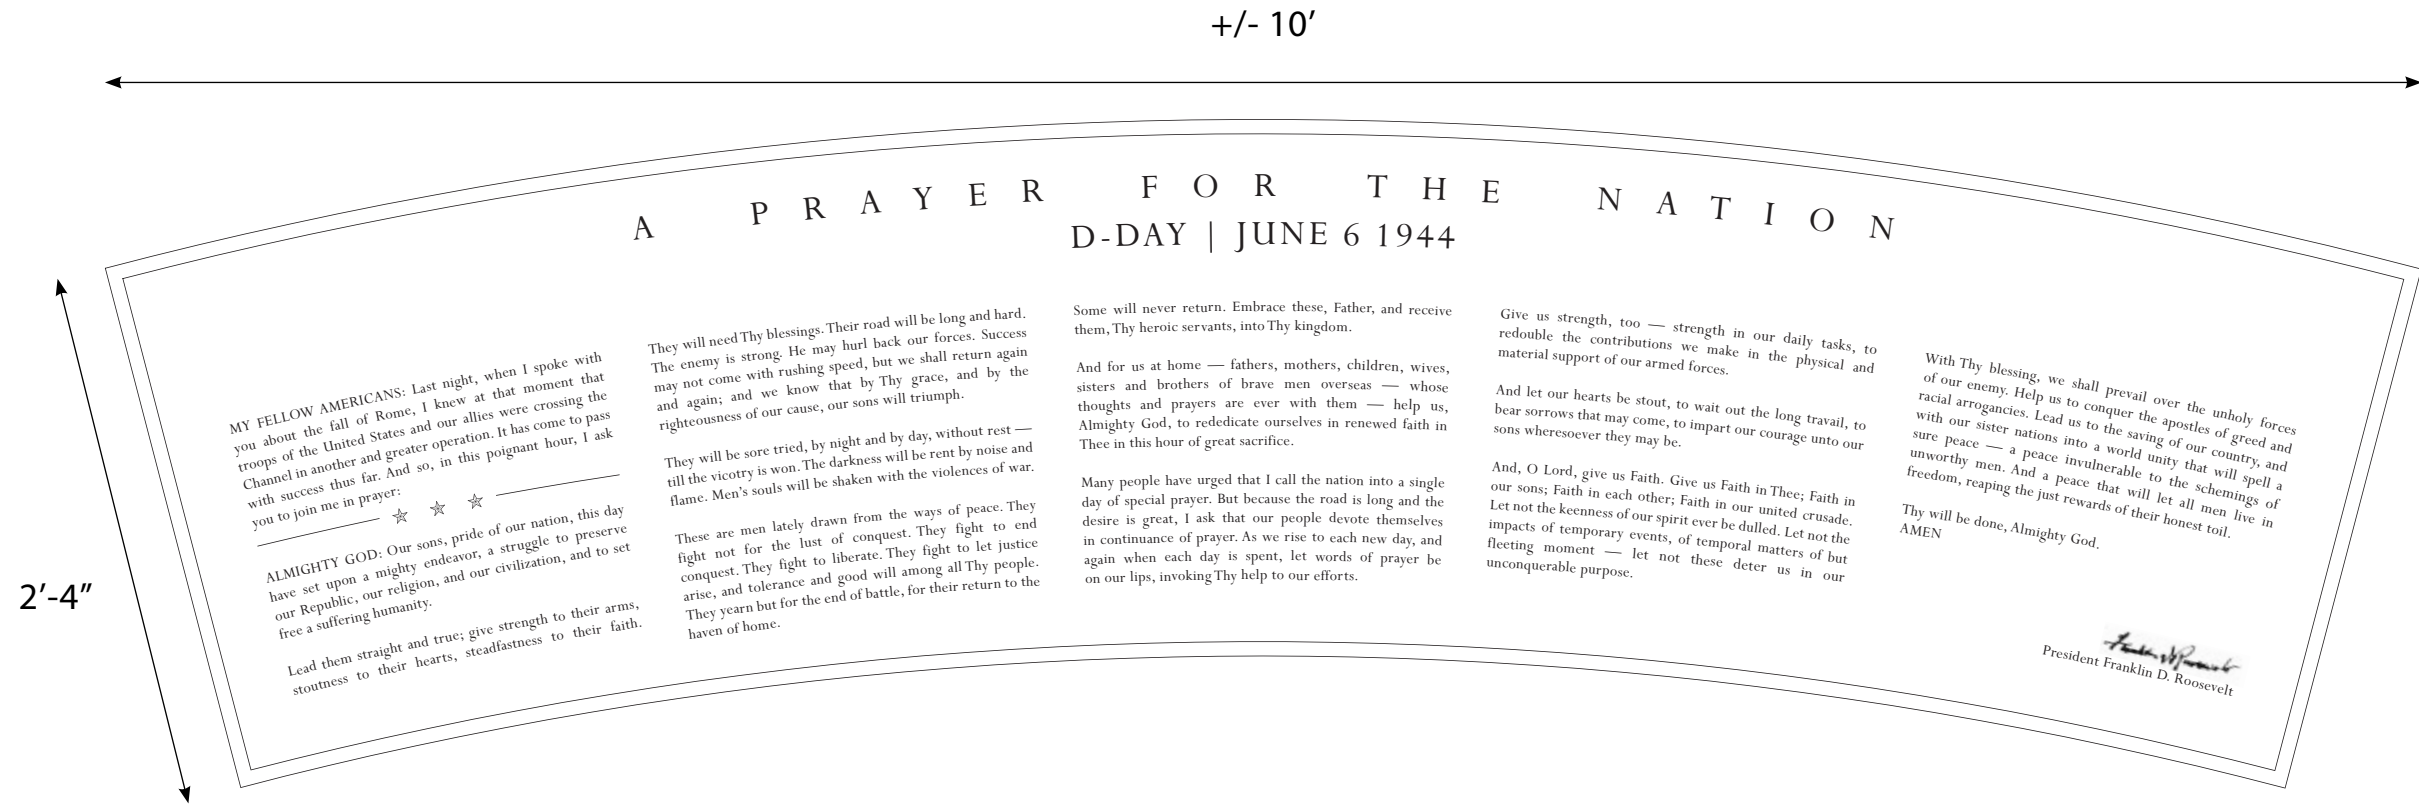 +/- 10’
A PRAYER FOR THE NATION
D-DAY | JUNE 6 1944
2’-4”
MY FELLOW AMERICANS: Last night, when I spoke with
you about the fall of Rome, I knew at that moment that
troops of the United States and our allies were crossing the
Channel in another and greater operation. It has come to pass
with success thus far. And so, in this poignant hour, I ask
you to join me in prayer:
ALMIGHTY GOD: Our sons, pride of our nation, this day
have set upon a mighty endeavor, a struggle to preserve
our Republic, our religion, and our civilization, and to set
free a suffering humanity.
Lead them straight and true; give strength to their arms,
stoutness to their hearts, steadfastness to their faith.
They will need Thy blessings. Their road will be long and hard.
The enemy is strong. He may hurl back our forces. Success
may not come with rushing speed, but we shall return again
and again; and we know that by Thy grace, and by the
righteousness of our cause, our sons will triumph.
They will be sore tried, by night and by day, without rest —
till the vicotry is won. The darkness will be rent by noise and
flame. Men’s souls will be shaken with the violences of war.
These are men lately drawn from the ways of peace. They
fight not for the lust of conquest. They fight to end
conquest. They fight to liberate. They fight to let justice
arise, and tolerance and good will among all Thy people.
They yearn but for the end of battle, for their return to the
haven of home.
Some will never return. Embrace these, Father, and receive
them, Thy heroic servants, into Thy kingdom.
And for us at home — fathers, mothers, children, wives,
sisters and brothers of brave men overseas — whose
thoughts and prayers are ever with them — help us,
Almighty God, to rededicate ourselves in renewed faith in
Thee in this hour of great sacrifice.
Many people have urged that I call the nation into a single
day of special prayer. But because the road is long and the
desire is great, I ask that our people devote themselves
in continuance of prayer. As we rise to each new day, and
again when each day is spent, let words of prayer be
on our lips, invoking Thy help to our efforts.
Give us strength, too — strength in our daily tasks, to
redouble the contributions we make in the physical and
material support of our armed forces.
And let our hearts be stout, to wait out the long travail, to
bear sorrows that may come, to impart our courage unto our
sons wheresoever they may be.
And, O Lord, give us Faith. Give us Faith in Thee; Faith in
our sons; Faith in each other; Faith in our united crusade.
Let not the keenness of our spirit ever be dulled. Let not the
impacts of temporary events, of temporal matters of but
fleeting moment — let not these deter us in our
unconquerable purpose.
With Thy blessing, we shall prevail over the unholy forces
of our enemy. Help us to conquer the apostles of greed and
racial arrogancies. Lead us to the saving of our country, and
with our sister nations into a world unity that will spell a
sure peace — a peace invulnerable to the schemings of
unworthy men. And a peace that will let all men live in
freedom, reaping the just rewards of their honest toil.
Thy will be done, Almighty God.
AMEN
President Franklin D. Roosevelt